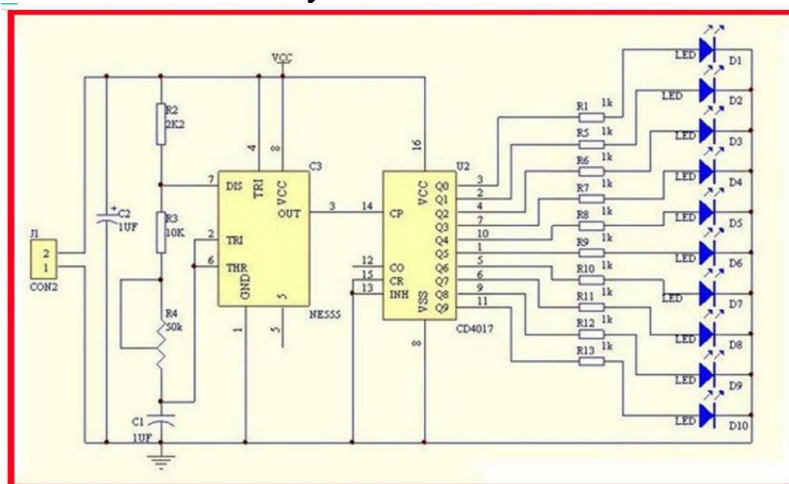 VCC
R2
2K2
R3
10K
R4
50k
C2
+
1UF
C1
1UF
J1
2
1
CON2
4
8
C3
7
DIS
TRI
VCC
OUT
3
2
TRI
6
THR
GND
5
1
5
NE555
16
U2
14
CP
VCC
12
CO
15
CR
13
INH
VSS
8
CD4017
Q0
3
Q1
2
Q2
4
Q3
7
Q4
10
Q5
1
Q6
5
Q7
6
Q8
9
Q9
11
R1 1k
R5 1k
R6 1k
R7 1k
R8 1k
R9 1k
R10 1k
R11 1k
R12 1k
R13 1k
LED D1
LED D2
LED D3
LED D4
LED D5
LED D6
LED D7
LED D8
LED D9
LED D10